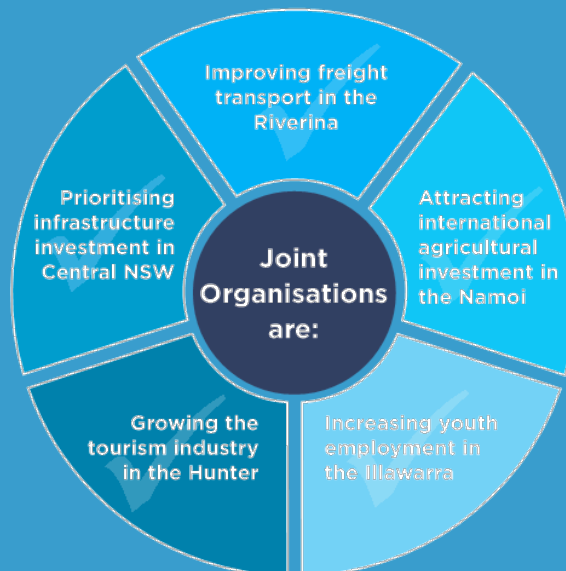 Joint
Organisations
are:
Improving freight
transport in the
Riverina
Attracting
international
agricultural
investment in
the Namoi
Increasing youth
employment in
the Illawarra
Growing the
tourism industry
in the Hunter
Prioritising
infrastructure
investment in
Central NSW